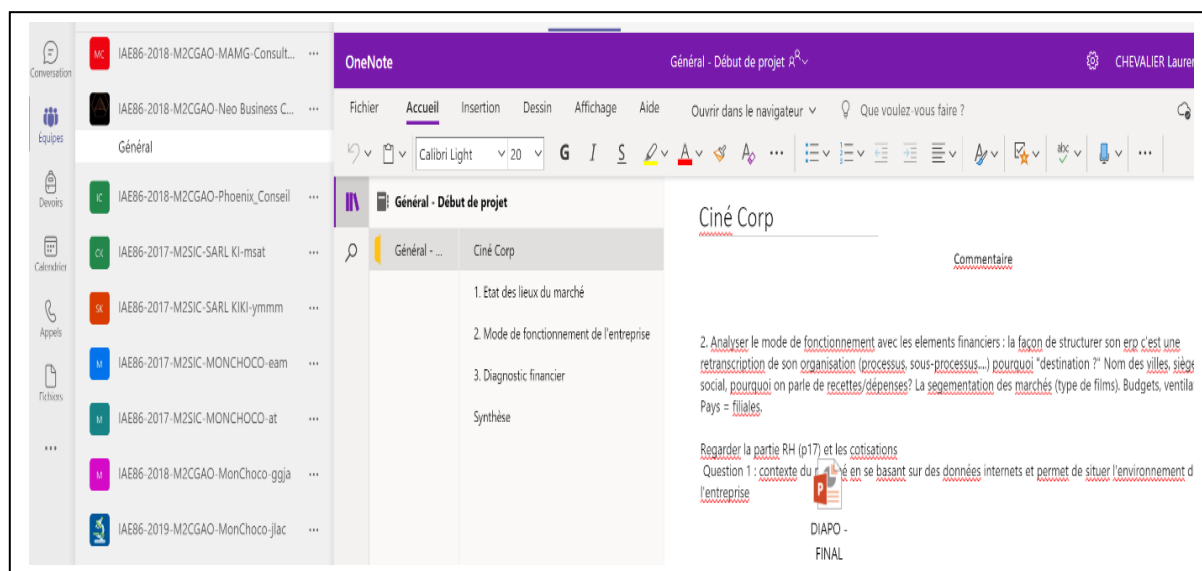 Conversation
Équipes
Devoirs
Calendrier
Appels
Fichiers
...
MC IAE86-2018-M2CGAO-MAMG-Consult... ...
IAE86-2018-M2CGAO-Neo Business C... ...
Général
IC IAE86-2018-M2CGAO-Phoenix_Conseil ...
CK IAE86-2017-M2SIC-SARL KI-msat ...
SK IAE86-2017-M2SIC-SARL KIKI-ymmm ...
M IAE86-2017-M2SIC-MONCHOCO-eam ...
M IAE86-2017-M2SIC-MONCHOCO-at ...
M IAE86-2018-M2CGAO-MonChoco-ggja ...
IAE86-2019-M2CGAO-MonChoco-jlac ...
OneNote Général - Début de projet CHEVALIER Lauren
Fichier Accueil Insertion Dessin Affichage Aide Ouvrir dans le navigateur Que voulez-vous faire ?
Calibri Light 20 G I S A A ... abc ...
Général - Début de projet
Général - ... Ciné Corp
1. Etat des lieux du marché
2. Mode de fonctionnement de l'entreprise
3. Diagnostic financier
Synthèse
Ciné Corp
Commentaire
2. Analyser le mode de fonctionnement avec les elements financiers : la façon de structurer son erp c'est une
retranscription de son organisation (processus, sous-processus...) pourquoi "destination ?" Nom des villes, siège
social, pourquoi on parle de recettes/dépenses? La segementation des marchés (type de films). Budgets, ventila
Pays = filiales.
Regarder la partie RH (p17) et les cotisations
Question 1 : contexte du en se basant sur des données internets et permet de situer l'environnement d
l'entreprise
P
DIAPO -
FINAL